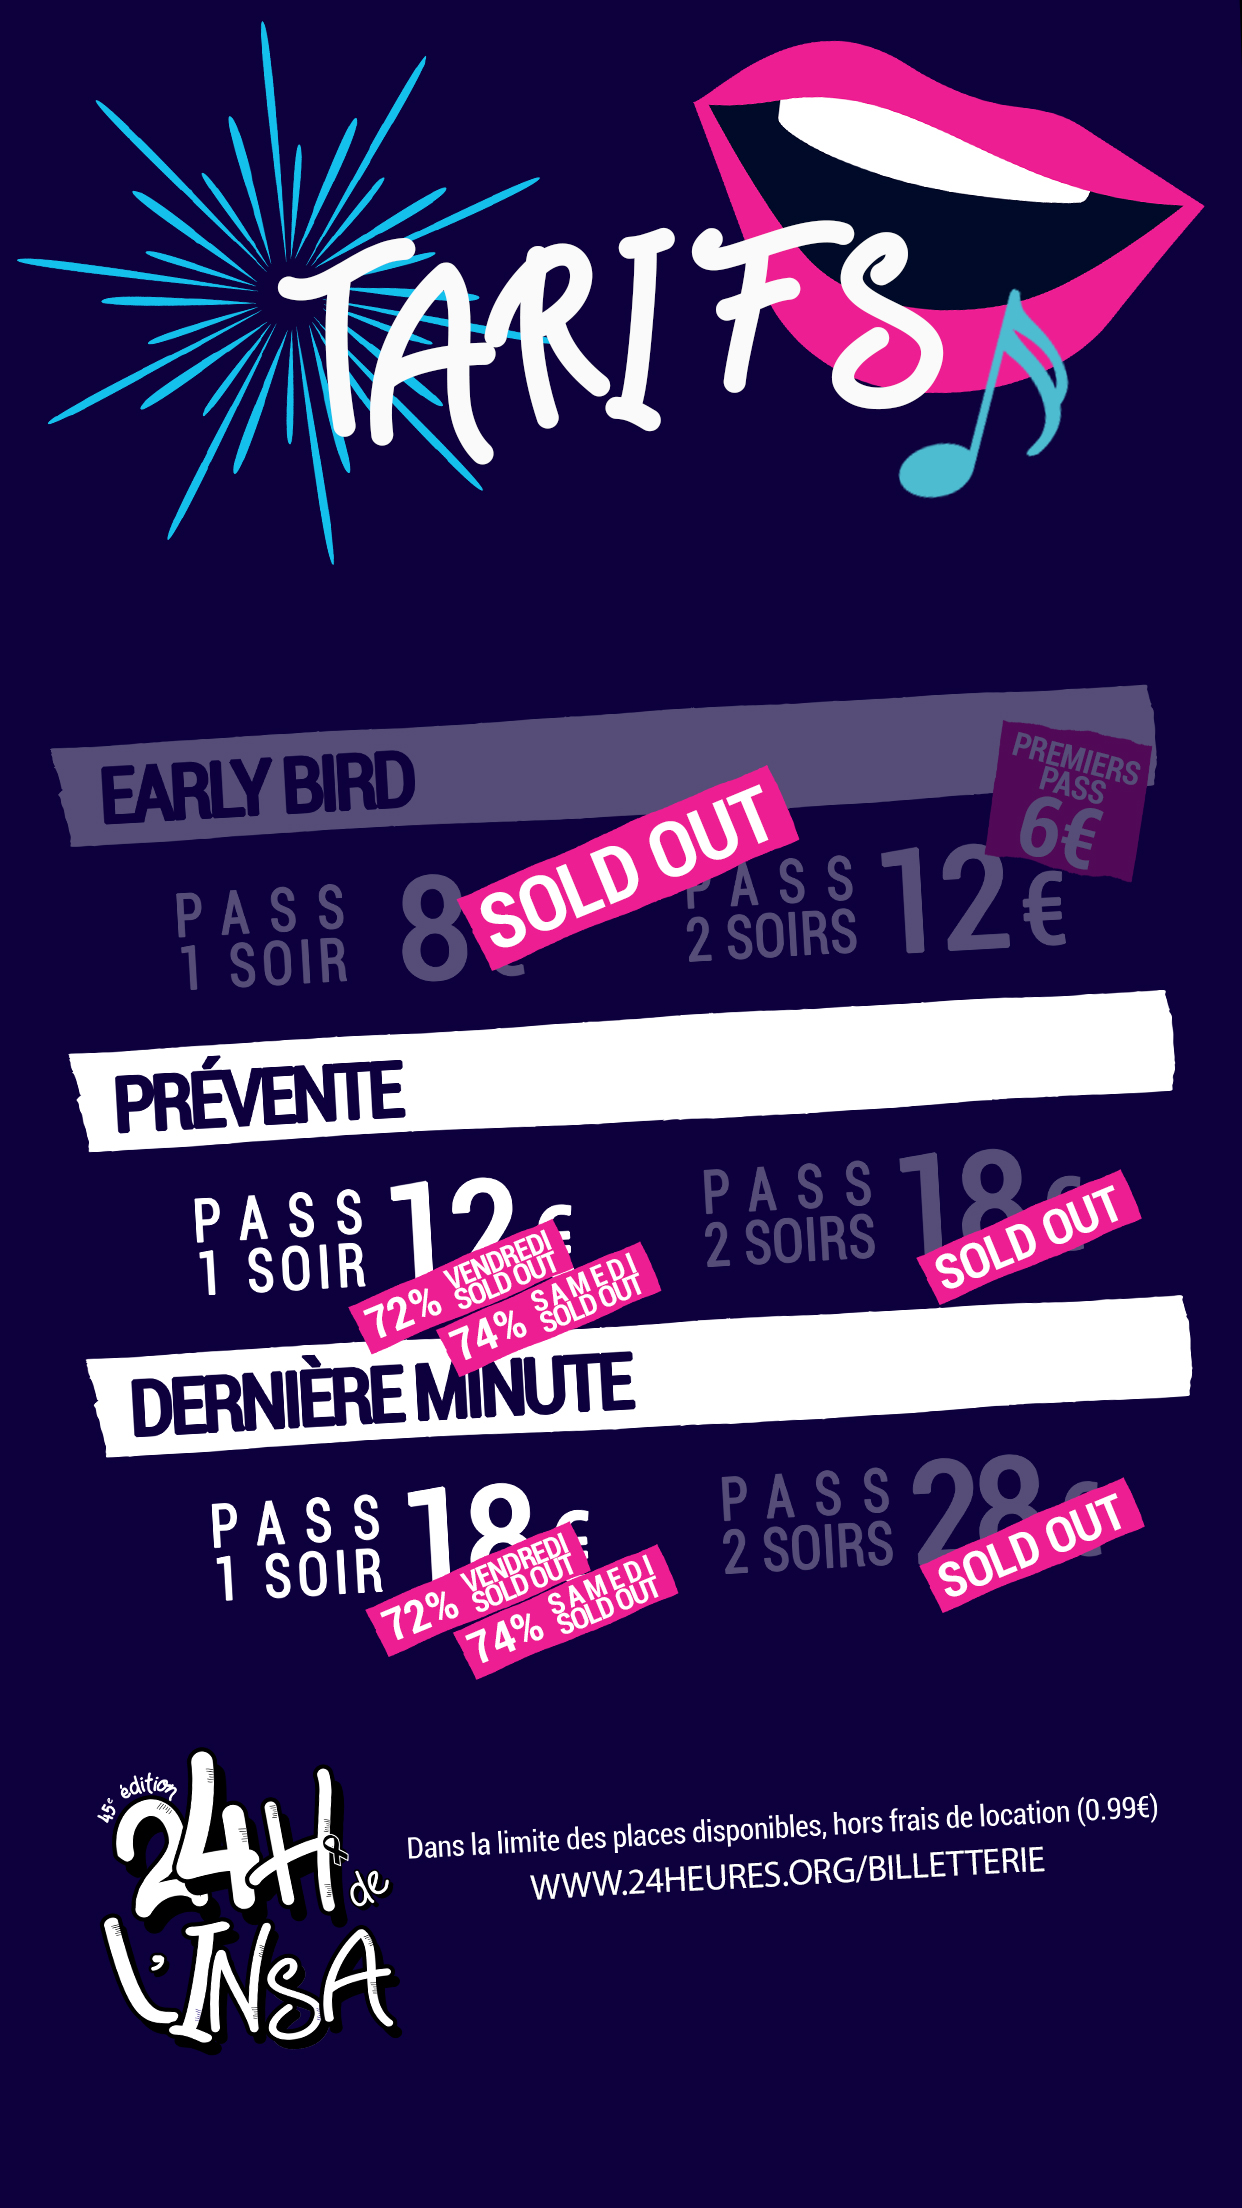 TARIFS
EARLY BIRD
PREMIERS
PASS
6€
PASS
1 SOIR
8
SOLD OUT
PASS
2 SOIRS
12€
PRÉVENTE
PASS
1 SOIR
12€
72% VENDREDI
SOLD OUT
74% SAMEDI
SOLD OUT
PASS
2 SOIRS
18€
SOLD OUT
DERNIÈRE MINUTE
PASS
1 SOIR
18€
72% VENDREDI
SOLD OUT
74% SAMEDI
SOLD OUT
PASS
2 SOIRS
28€
SOLD OUT
45e édition
24H
de
L'INSA
Dans la limite des places disponibles, hors frais de location (0.99€)
WWW.24HEURES.ORG/BILLETTERIE